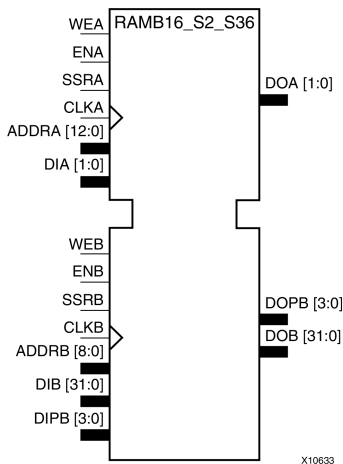 WEA
RAMB16_S2_S36
ENA
SSRA
DOA [1:0]
CLKA
ADDRA [12:0]
DIA [1:0]
WEB
ENB
SSRB
DOPB [3:0]
CLKB
DOB [31:0]
ADDRB [8:0]
DIB [31:0]
DIPB [3:0]
X10633